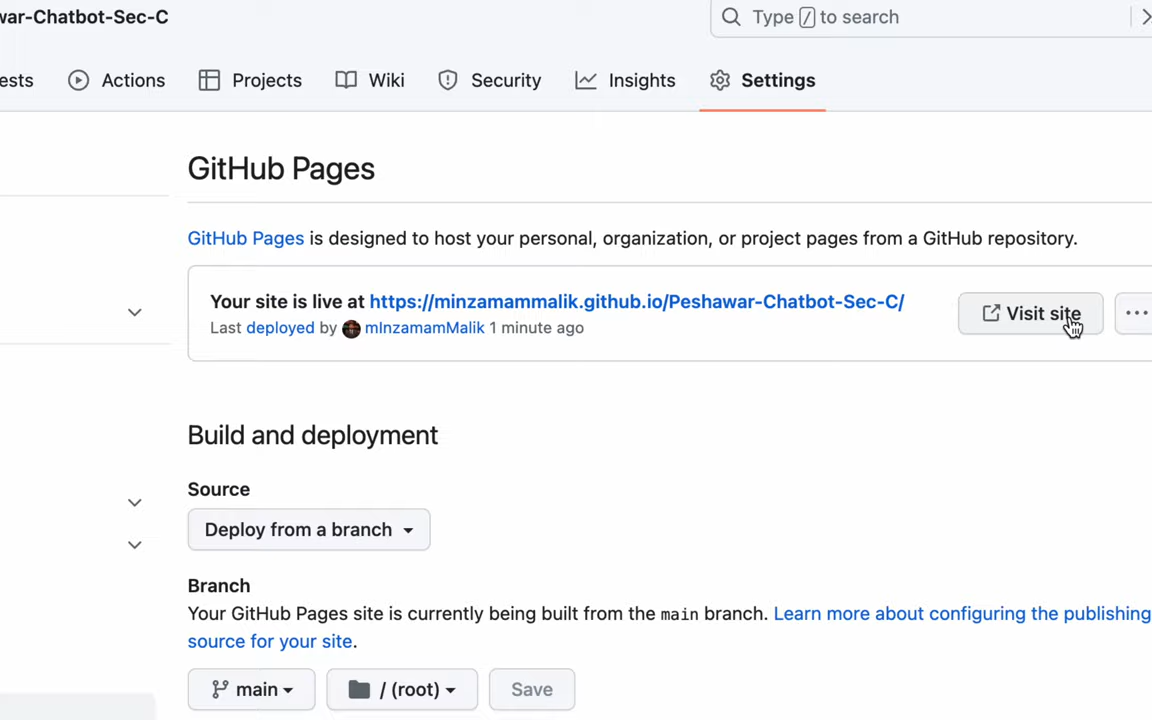 war-Chatbot-Sec-C
Type / to search
ests Actions Projects Wiki Security Insights Settings
GitHub Pages
GitHub Pages is designed to host your personal, organization, or project pages from a GitHub repository.
Your site is live at https://minzamammalik.github.io/Peshawar-Chatbot-Sec-C/
Last deployed by mInzamamMalik 1 minute ago
Visit site
Build and deployment
Source
Deploy from a branch
Branch
Your GitHub Pages site is currently being built from the main branch. Learn more about configuring the publishing
source for your site.
main / (root) Save